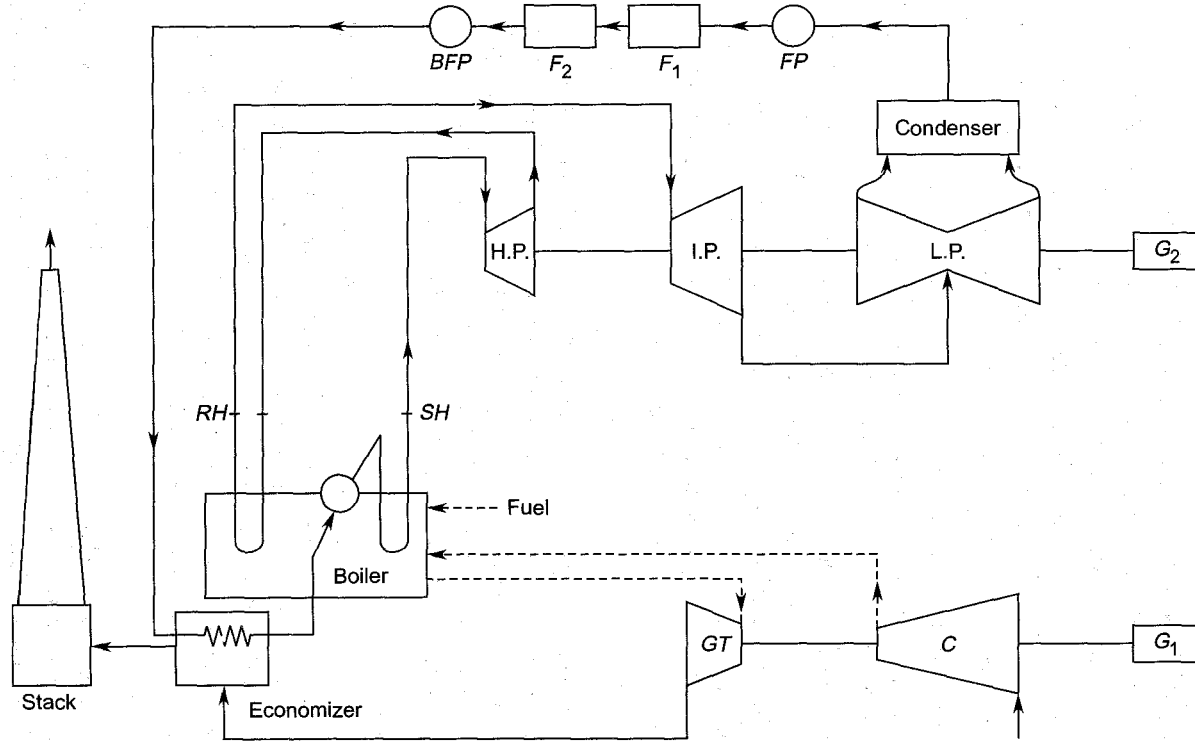 BFP
F2
F1
FP
Condenser
H.P.
I.P.
L.P.
G2
RH
SH
Fuel
Boiler
GT
C
G1
Stack
Economizer